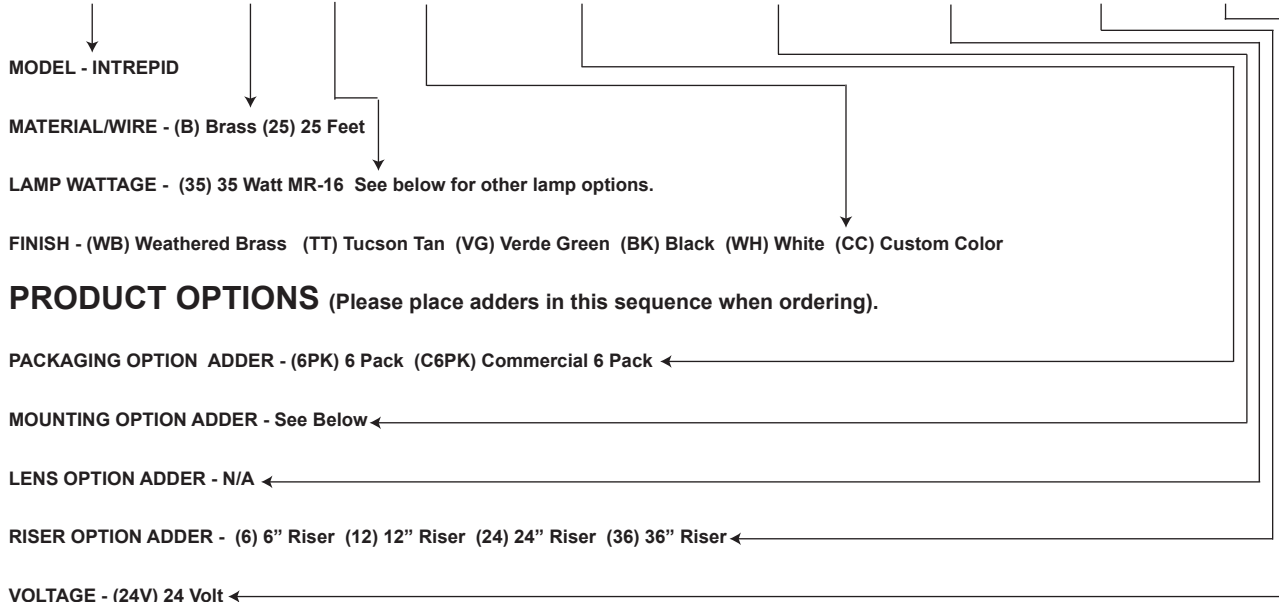 MODEL - INTREPID
MATERIAL/WIRE - (B) Brass (25) 25 Feet
LAMP WATTAGE - (35) 35 Watt MR-16 See below for other lamp options.
FINISH - (WB) Weathered Brass (TT) Tucson Tan (VG) Verde Green (BK) Black (WH) White (CC) Custom Color
PRODUCT OPTIONS (Please place adders in this sequence when ordering).
PACKAGING OPTION ADDER - (6PK) 6 Pack (C6PK) Commercial 6 Pack
MOUNTING OPTION ADDER - See Below
LENS OPTION ADDER - N/A
RISER OPTION ADDER - (6) 6” Riser (12) 12” Riser (24) 24” Riser (36) 36” Riser
VOLTAGE - (24V) 24 Volt